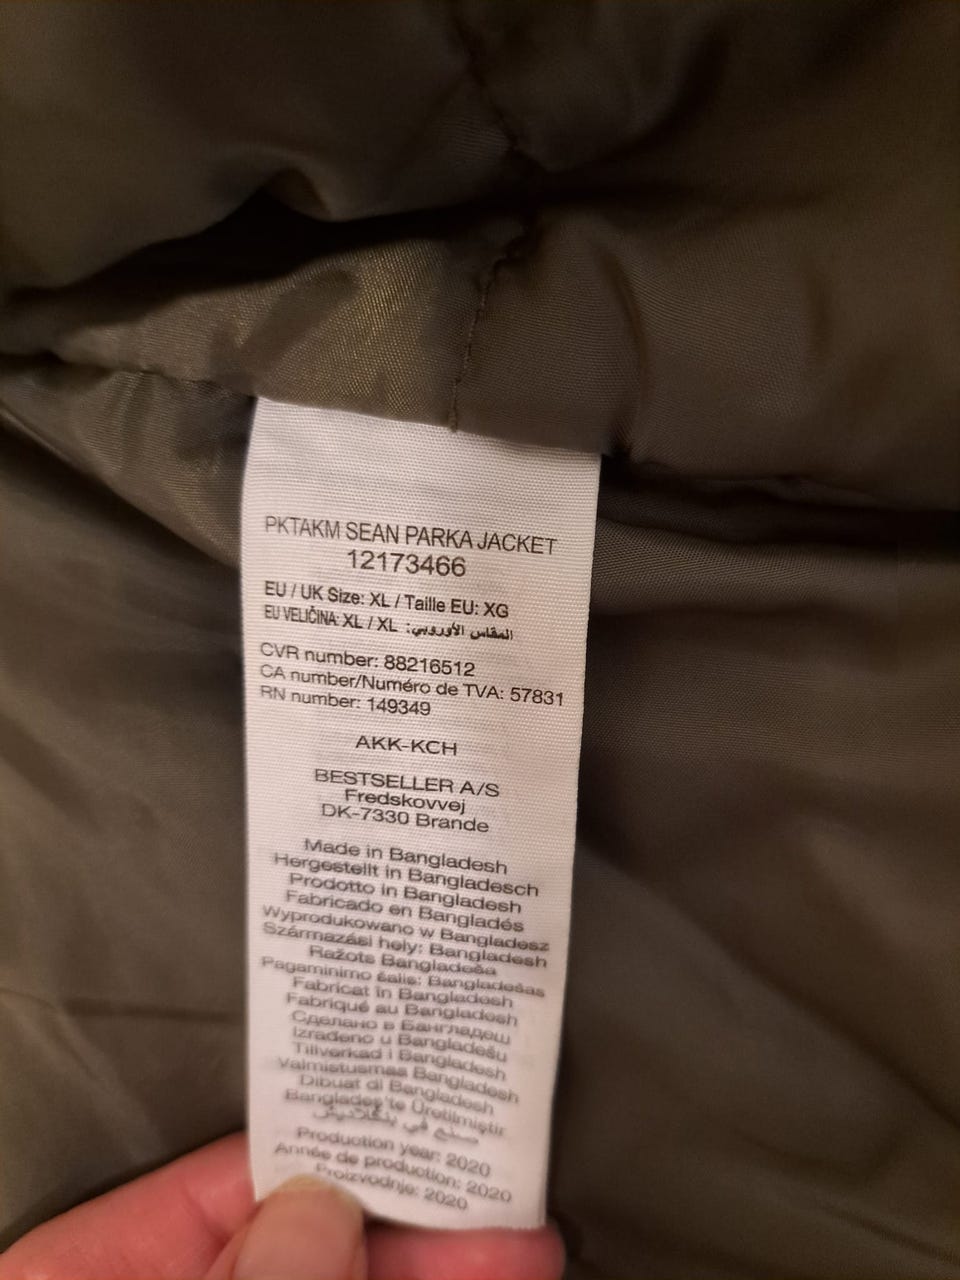 PKTAKM SEAN PARKA JACKET
12173466
EU / UK Size: XL / Taille EU: XG
EU VELIČINA: XL / XL :المقاس الأوروبي
CVR number: 88216512
CA number/Numéro de TVA: 57831
RN number: 149349
AKK-KCH
BESTSELLER A/S
Fredskovvej
DK-7330 Brande
Made in Bangladesh
Hergestellt in Bangladesch
Prodotto in Bangladesh
Fabricado en Bangladés
Wyprodukowano w Bangladesz
Származási hely: Bangladesh
Ražots Bangladeša
Pagaminimo šalis: Bangladešas
Fabricat în Bangladesh
Fabriqué au Bangladesh
Сделано в Бангладеш
Izrađeno u Bangladešu
Tillverkad i Bangladesh
Valmistusmaa Bangladesh
Dibuat di Bangladesh
Bangladeş'te Üretilmiştir
صنع في بنگلاديش
Production year: 2020
Année de production: 2020
Proizvodnje: 2020